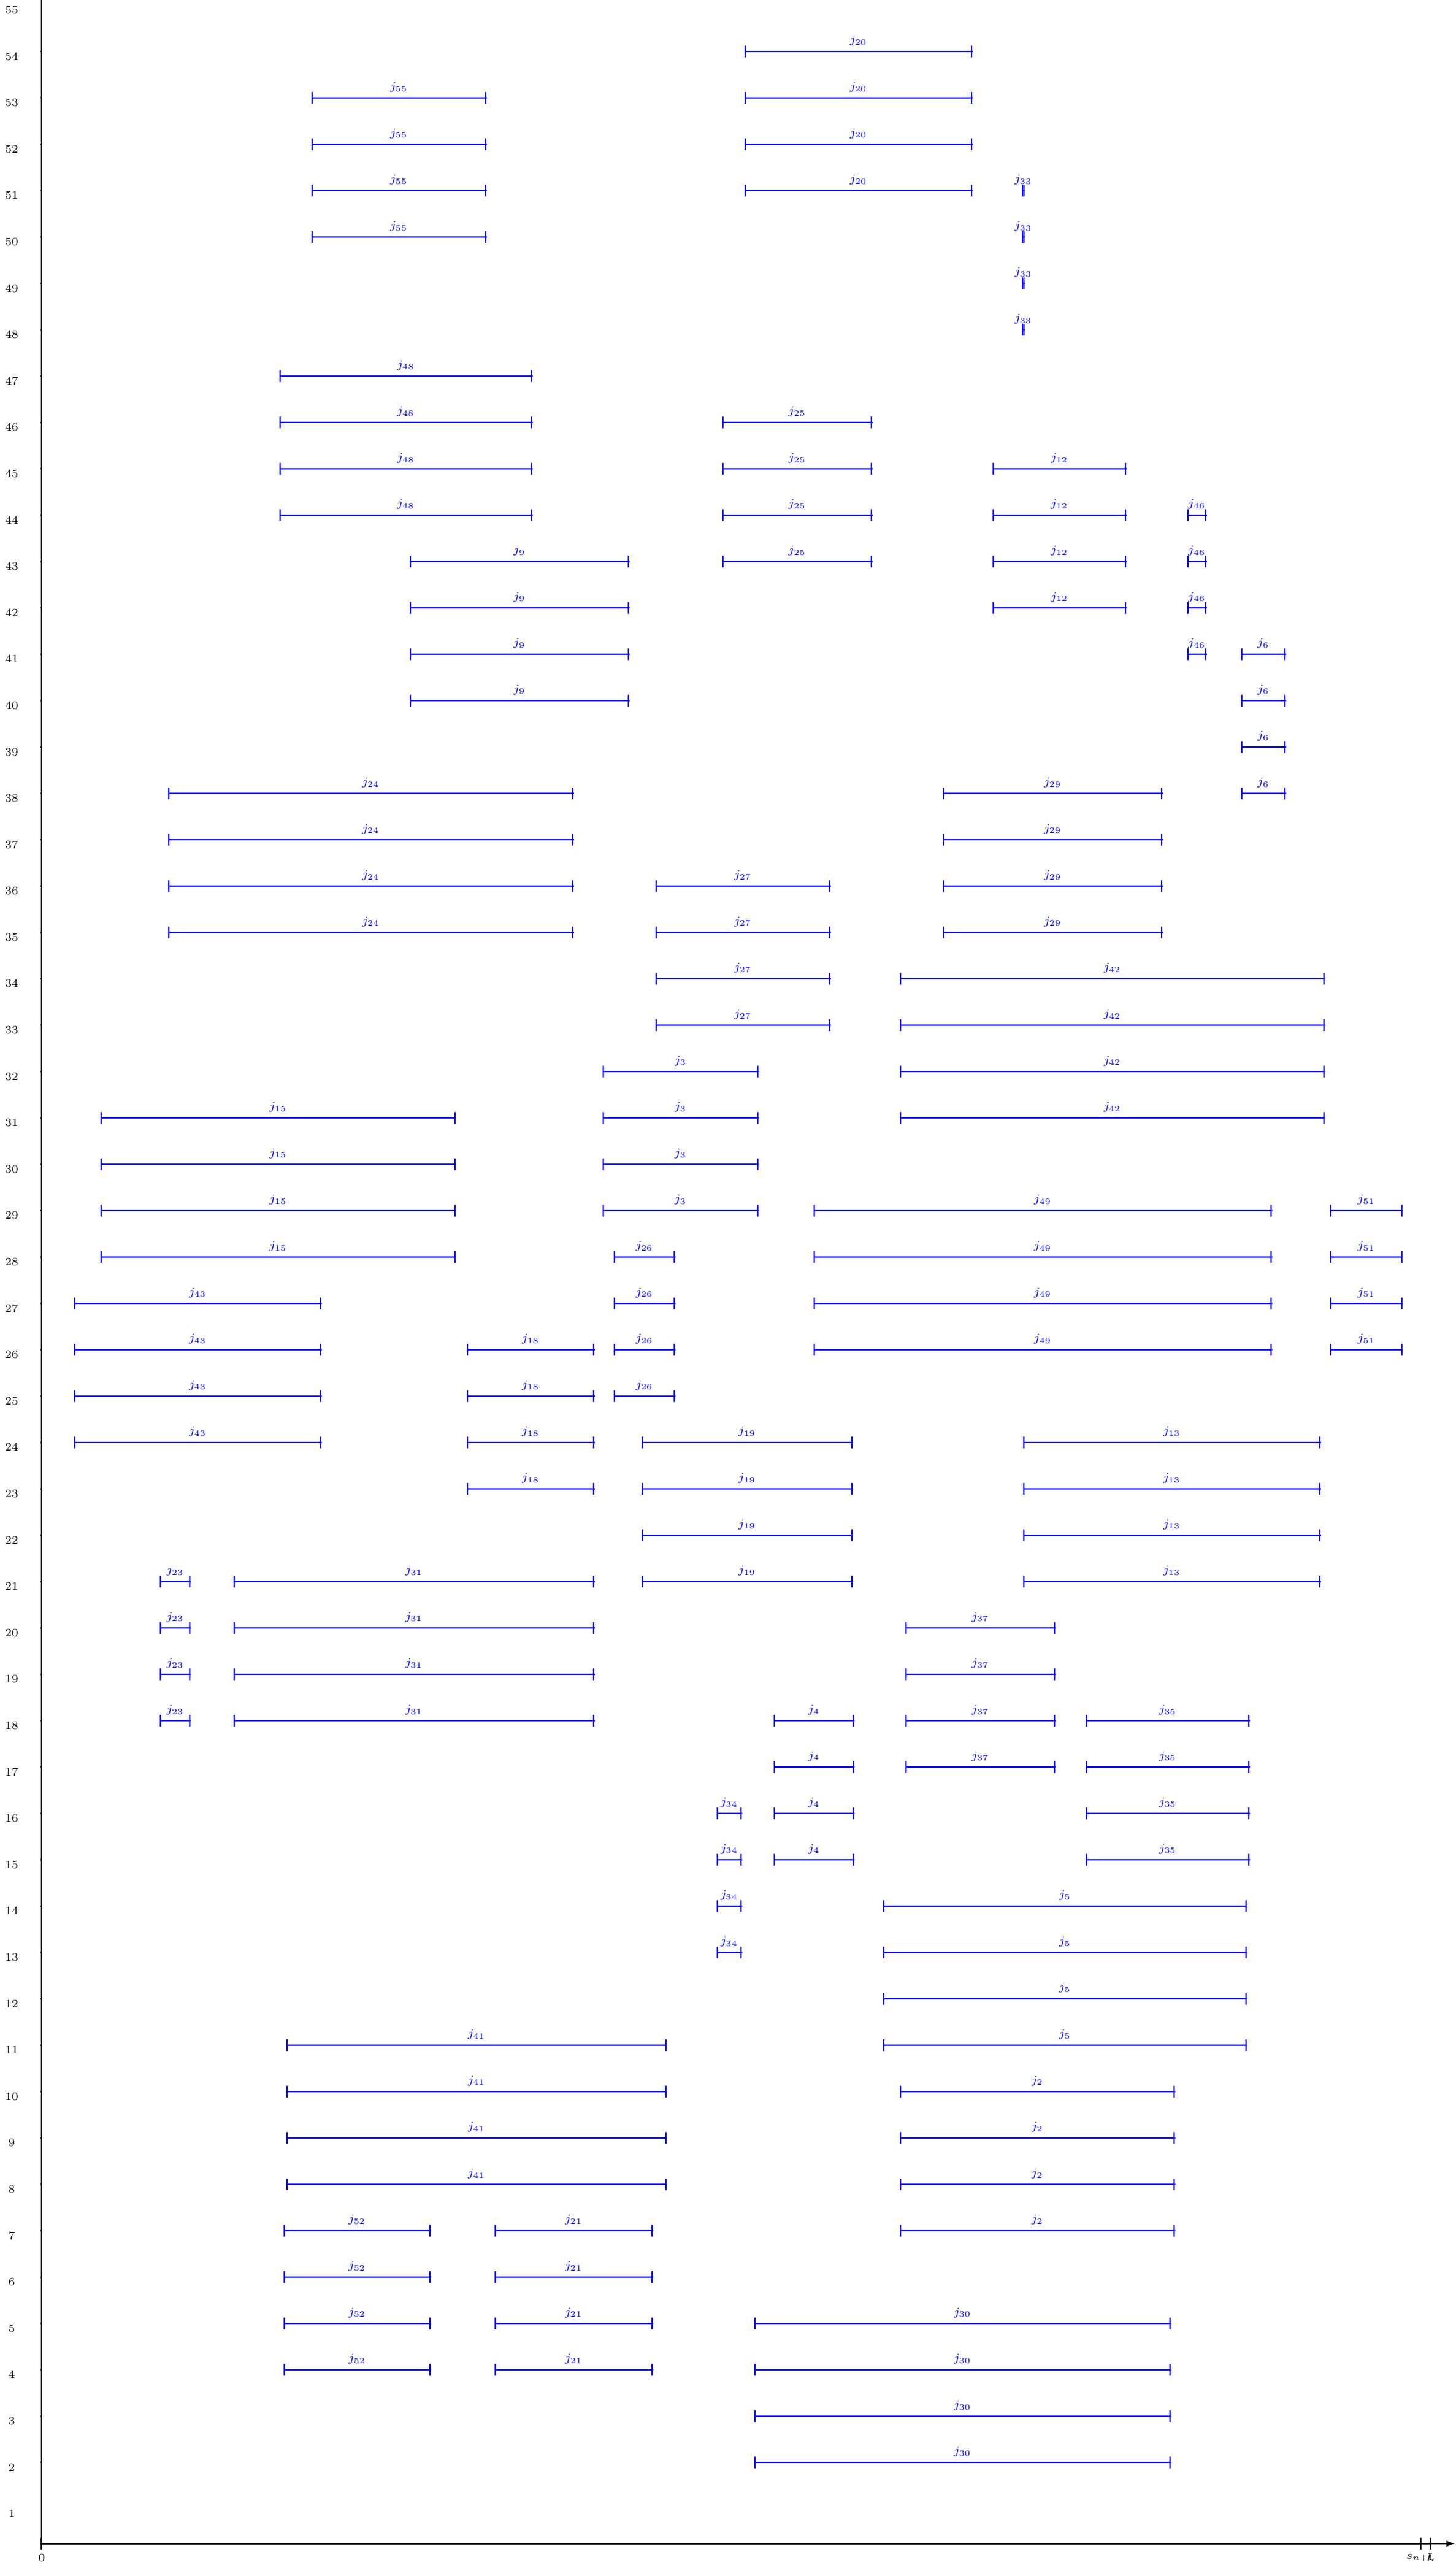 55
54 j₂₀
53 j₅₅ j₂₀
52 j₅₅ j₂₀
51 j₅₅ j₂₀ j₃₃
50 j₅₅ j₃₃
49 j₃₃
48 j₃₃
47 j₄₈
46 j₄₈ j₂₅
45 j₄₈ j₂₅ j₁₂
44 j₄₈ j₂₅ j₁₂ j₄₆
43 j₉ j₂₅ j₁₂ j₄₆
42 j₉ j₁₂ j₄₆
41 j₉ j₄₆ j₆
40 j₉ j₆
39 j₆
38 j₂₄ j₂₉ j₆
37 j₂₄ j₂₉
36 j₂₄ j₂₇ j₂₉
35 j₂₄ j₂₇ j₂₉
34 j₂₇ j₄₂
33 j₂₇ j₄₂
32 j₃ j₄₂
31 j₁₅ j₃ j₄₂
30 j₁₅ j₃
29 j₁₅ j₃ j₄₉ j₅₁
28 j₁₅ j₂₆ j₄₉ j₅₁
27 j₄₃ j₂₆ j₄₉ j₅₁
26 j₄₃ j₁₈ j₂₆ j₄₉ j₅₁
25 j₄₃ j₁₈ j₂₆
24 j₄₃ j₁₈ j₁₉ j₁₃
23 j₁₈ j₁₉ j₁₃
22 j₁₉ j₁₃
21 j₂₃ j₃₁ j₁₉ j₁₃
20 j₂₃ j₃₁ j₃₇
19 j₂₃ j₃₁ j₃₇
18 j₂₃ j₃₁ j₄ j₃₇ j₃₅
17 j₄ j₃₇ j₃₅
16 j₃₄ j₄ j₃₅
15 j₃₄ j₄ j₃₅
14 j₃₄ j₅
13 j₃₄ j₅
12 j₅
11 j₄₁ j₅
10 j₄₁ j₂
9 j₄₁ j₂
8 j₄₁ j₂
7 j₅₂ j₂₁ j₂
6 j₅₂ j₂₁
5 j₅₂ j₂₁ j₃₀
4 j₅₂ j₂₁ j₃₀
3 j₃₀
2 j₃₀
1
0